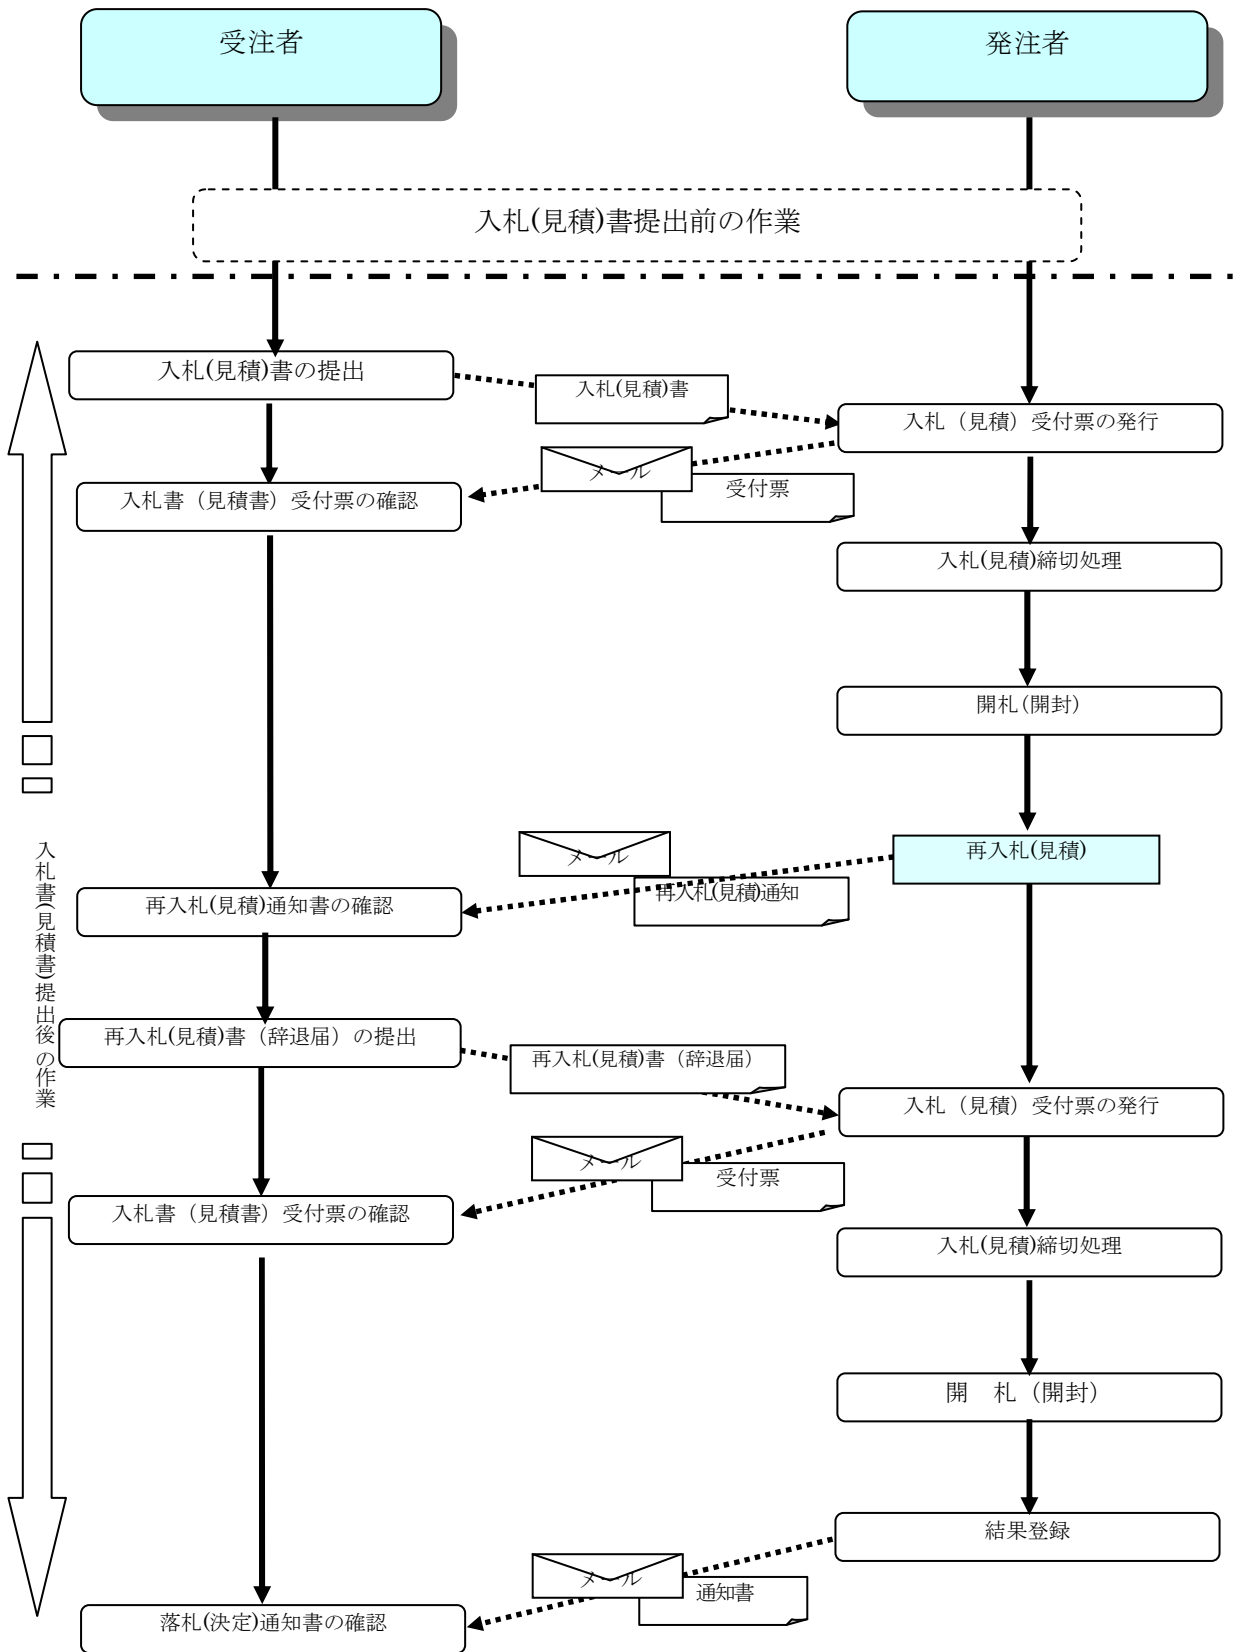 受注者
発注者
入札(見積)書提出前の作業
入札(見積)書の提出
入札(見積)書
入札（見積）受付票の発行
メール
受付票
入札書（見積書）受付票の確認
入札(見積)締切処理
開札(開封)
再入札(見積)
メール
再入札(見積)通知
再入札(見積)通知書の確認
入札書(見積書)提出後の作業
再入札(見積)書（辞退届）の提出
再入札(見積)書（辞退届）
入札（見積）受付票の発行
メール
受付票
入札書（見積書）受付票の確認
入札(見積)締切処理
開　札（開封）
結果登録
メール
通知書
落札(決定)通知書の確認